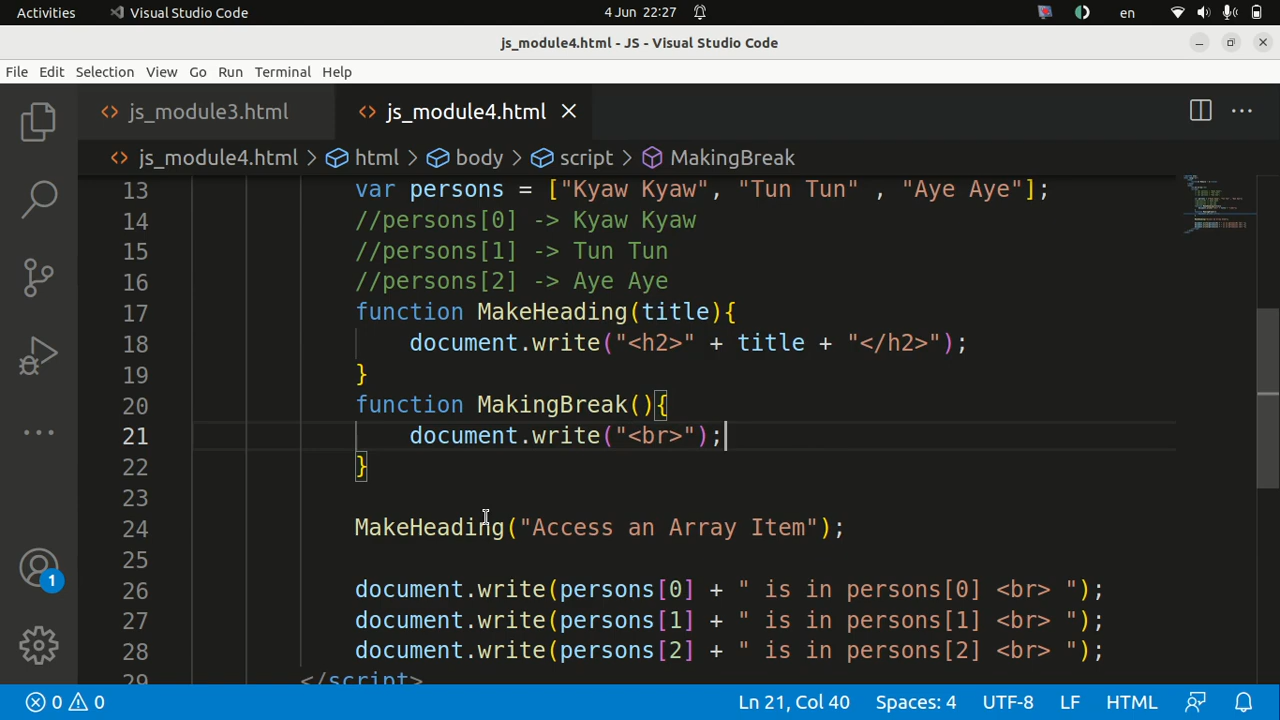 Activities Visual Studio Code 4 Jun 22:27 en
js_module4.html - JS - Visual Studio Code
File Edit Selection View Go Run Terminal Help
js_module3.html js_module4.html
js_module4.html > html > body > script > MakingBreak
13 var persons = ["Kyaw Kyaw", "Tun Tun" , "Aye Aye"];
14 //persons[0] -> Kyaw Kyaw
15 //persons[1] -> Tun Tun
16 //persons[2] -> Aye Aye
17 function MakeHeading(title){
18 document.write("<h2>" + title + "</h2>");
19 }
20 function MakingBreak(){
21 document.write("<br>");
22 }
23
24 MakeHeading("Access an Array Item");
25
26 document.write(persons[0] + " is in persons[0] <br> ");
27 document.write(persons[1] + " is in persons[1] <br> ");
28 document.write(persons[2] + " is in persons[2] <br> ");
29 </script>
1
0 0 Ln 21, Col 40 Spaces: 4 UTF-8 LF HTML